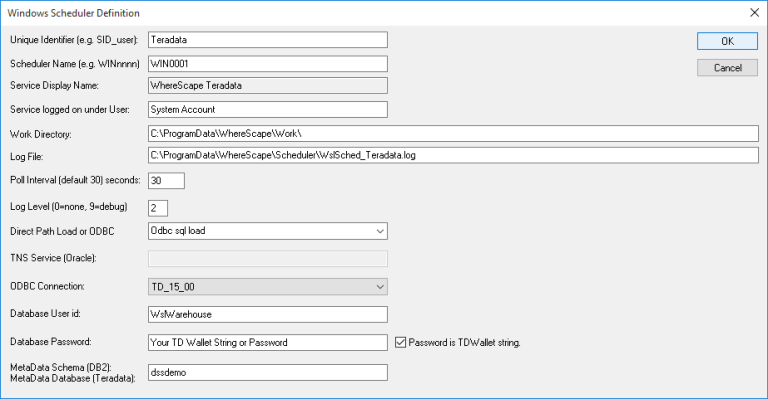 Windows Scheduler Definition
Unique Identifier (e.g. SID_user): Teradata OK
Scheduler Name (e.g. WINnnnn) WIN0001 Cancel
Service Display Name: WhereScape Teradata
Service logged on under User: System Account
Work Directory: C:\ProgramData\WhereScape\Work\
Log File: C:\ProgramData\WhereScape\Scheduler\WslSched_Teradata.log
Poll Interval (default 30) seconds: 30
Log Level (0=none, 9=debug) 2
Direct Path Load or ODBC Odbc sql load
TNS Service (Oracle):
ODBC Connection: TD_15_00
Database User id: WslWarehouse
Database Password: Your TD Wallet String or Password Password is TDWallet string.
MetaData Schema (DB2): dssdemo
MetaData Database (Teradata):